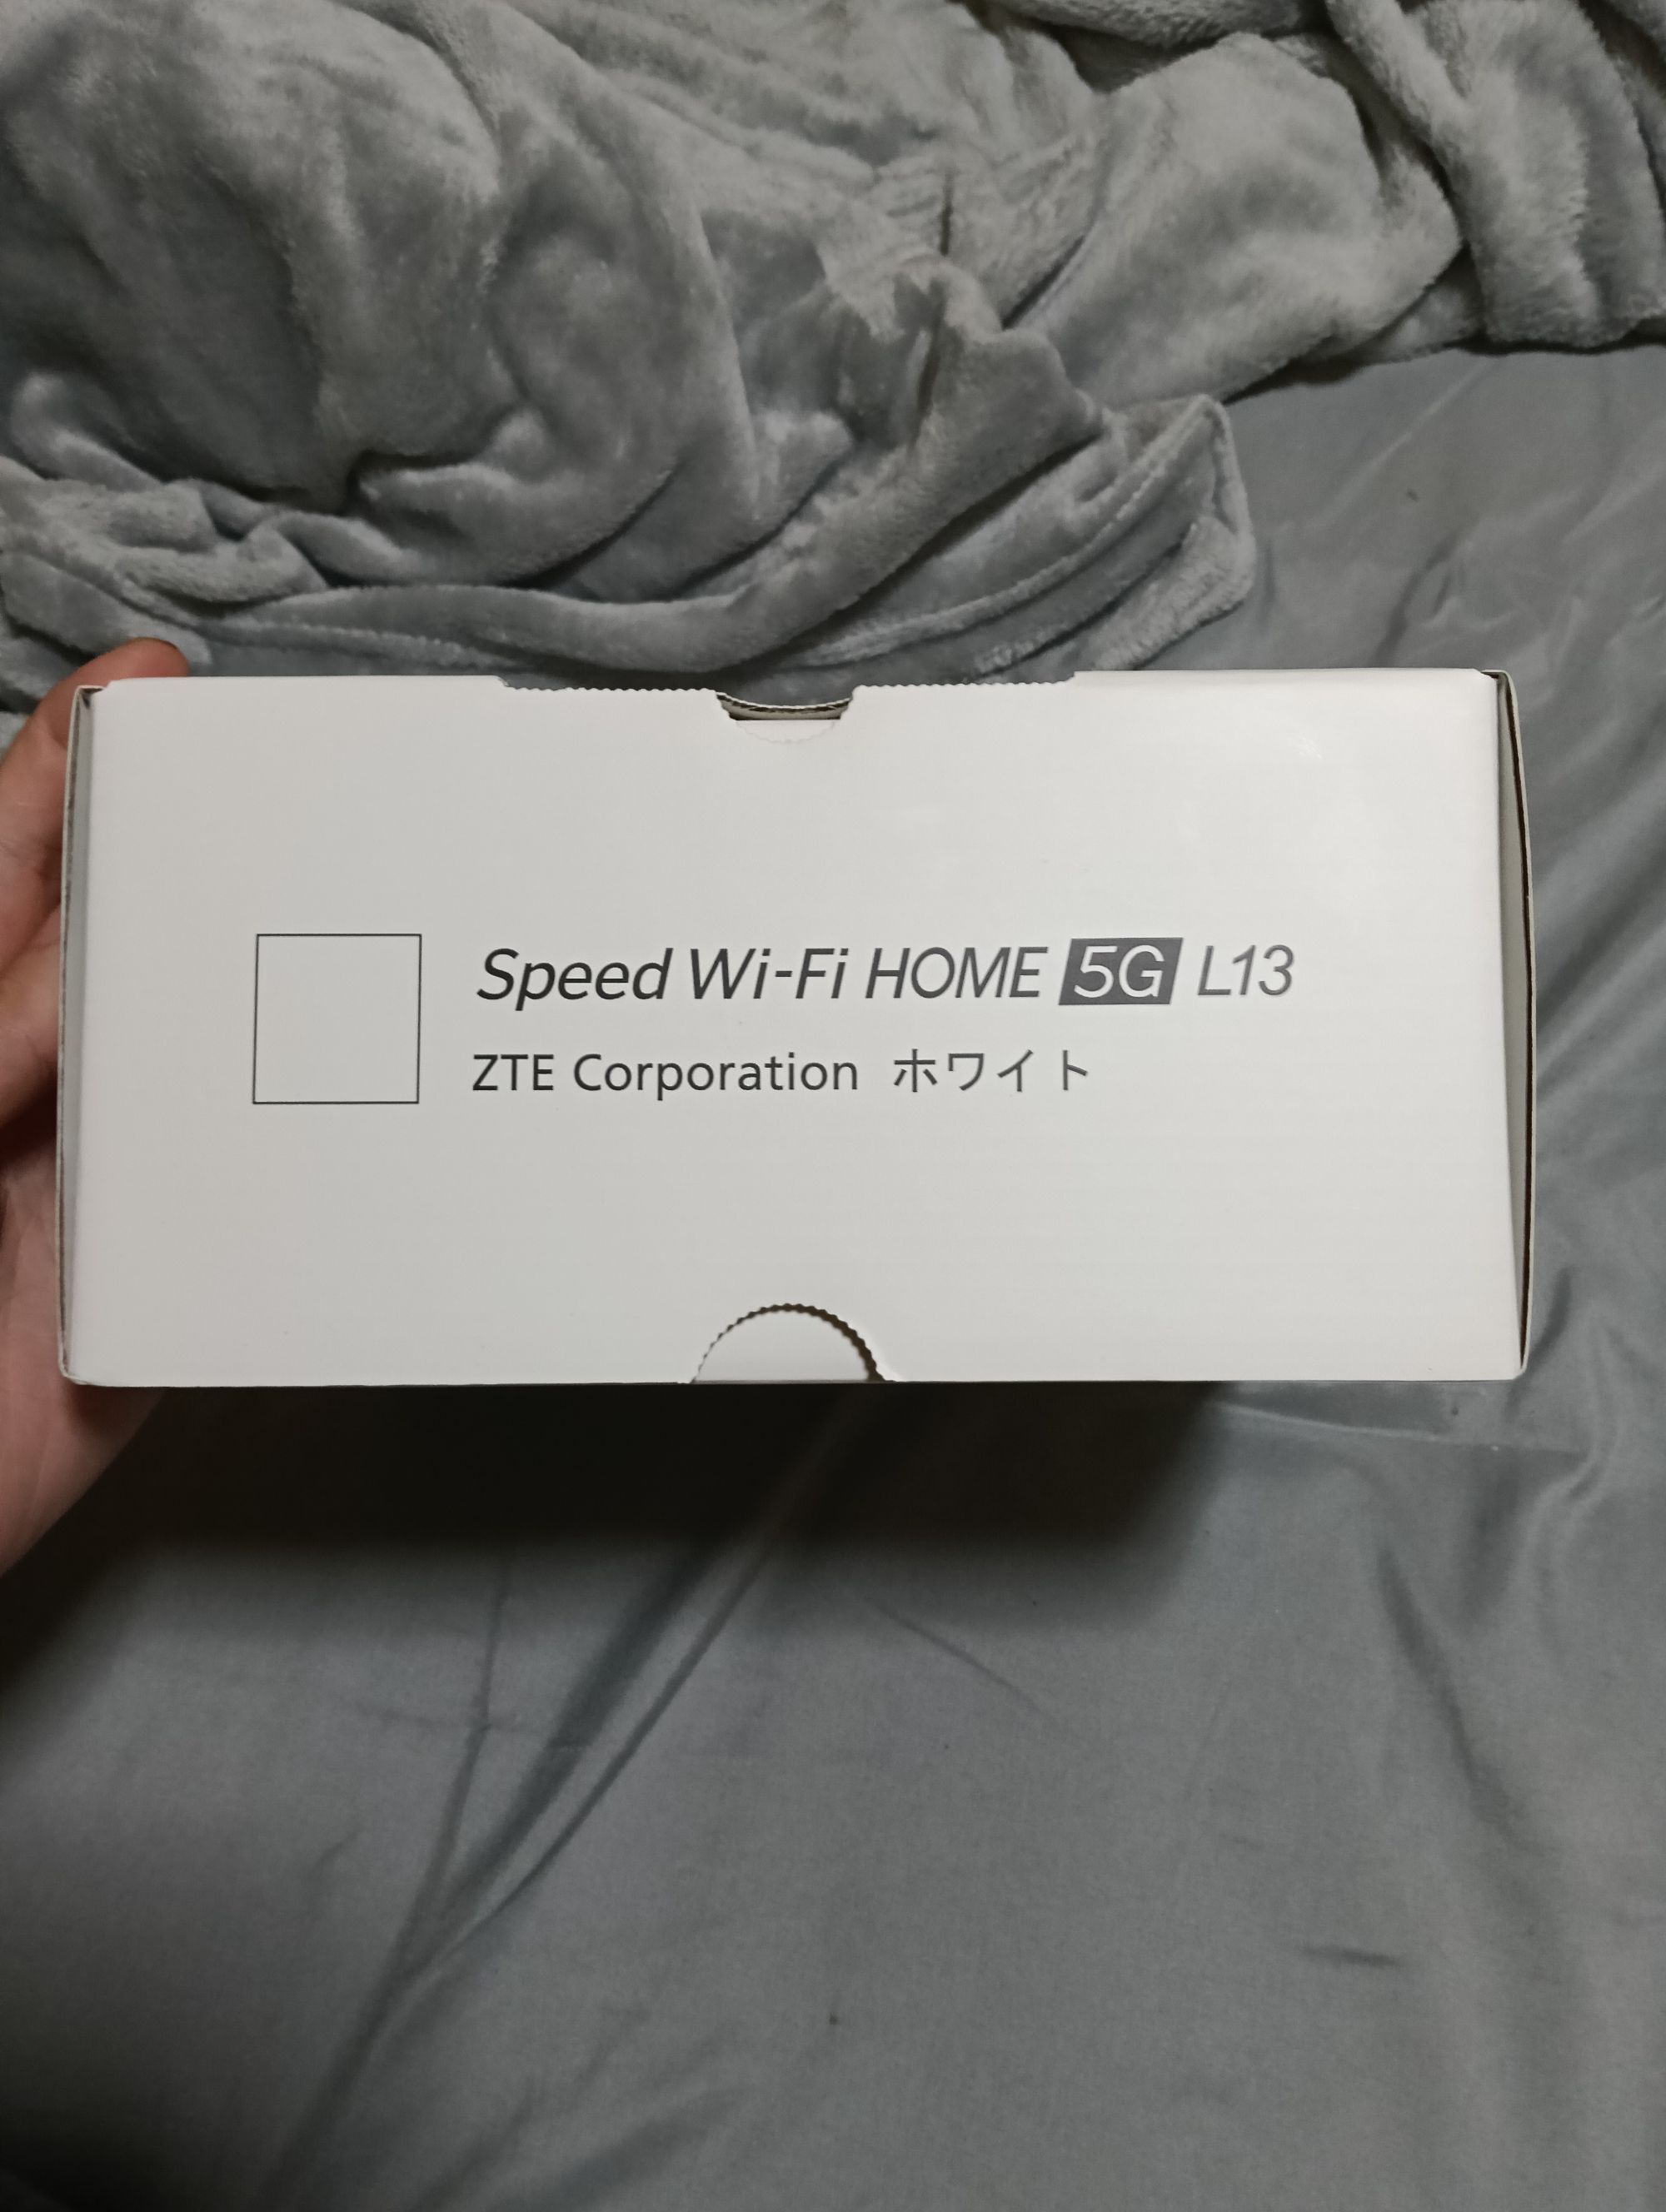 Speed Wi-Fi HOME 5G L13
ZTE Corporation ホワイト